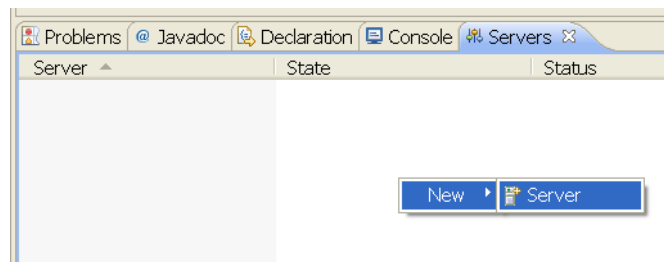 Problems @ Javadoc Declaration Console Servers
Server State Status
New Server